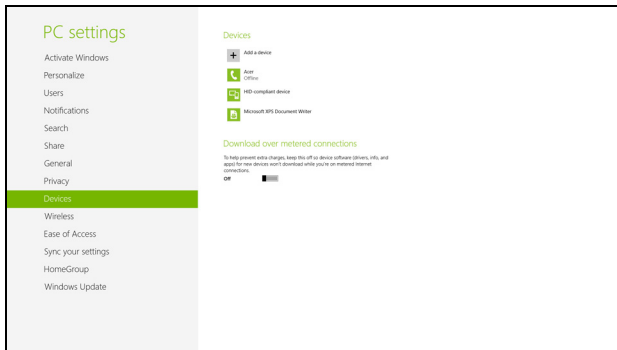 PC settings
Activate Windows
Personalize
Users
Notifications
Search
Share
General
Privacy
Devices
Wireless
Ease of Access
Sync your settings
HomeGroup
Windows Update
Devices
Add a device
Acer
Offline
HID-compliant device
Microsoft XPS Document Writer
Download over metered connections
To help prevent extra charges, keep this off so device software (drivers, info, and
apps) for new devices won't download while you're on metered Internet
connections.
Off